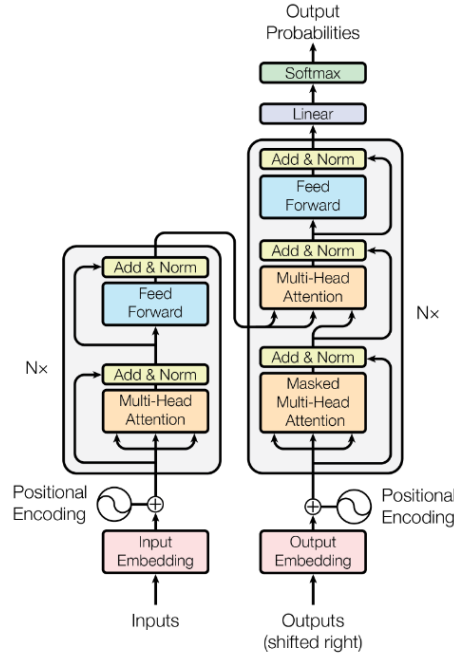 Output
Probabilities
Softmax
Linear
Add & Norm
Feed
Forward
Add & Norm
Multi-Head
Attention
Add & Norm
Masked
Multi-Head
Attention
N×
Positional
Encoding
Output
Embedding
Outputs
(shifted right)
Add & Norm
Feed
Forward
Add & Norm
Multi-Head
Attention
N×
Positional
Encoding
Input
Embedding
Inputs